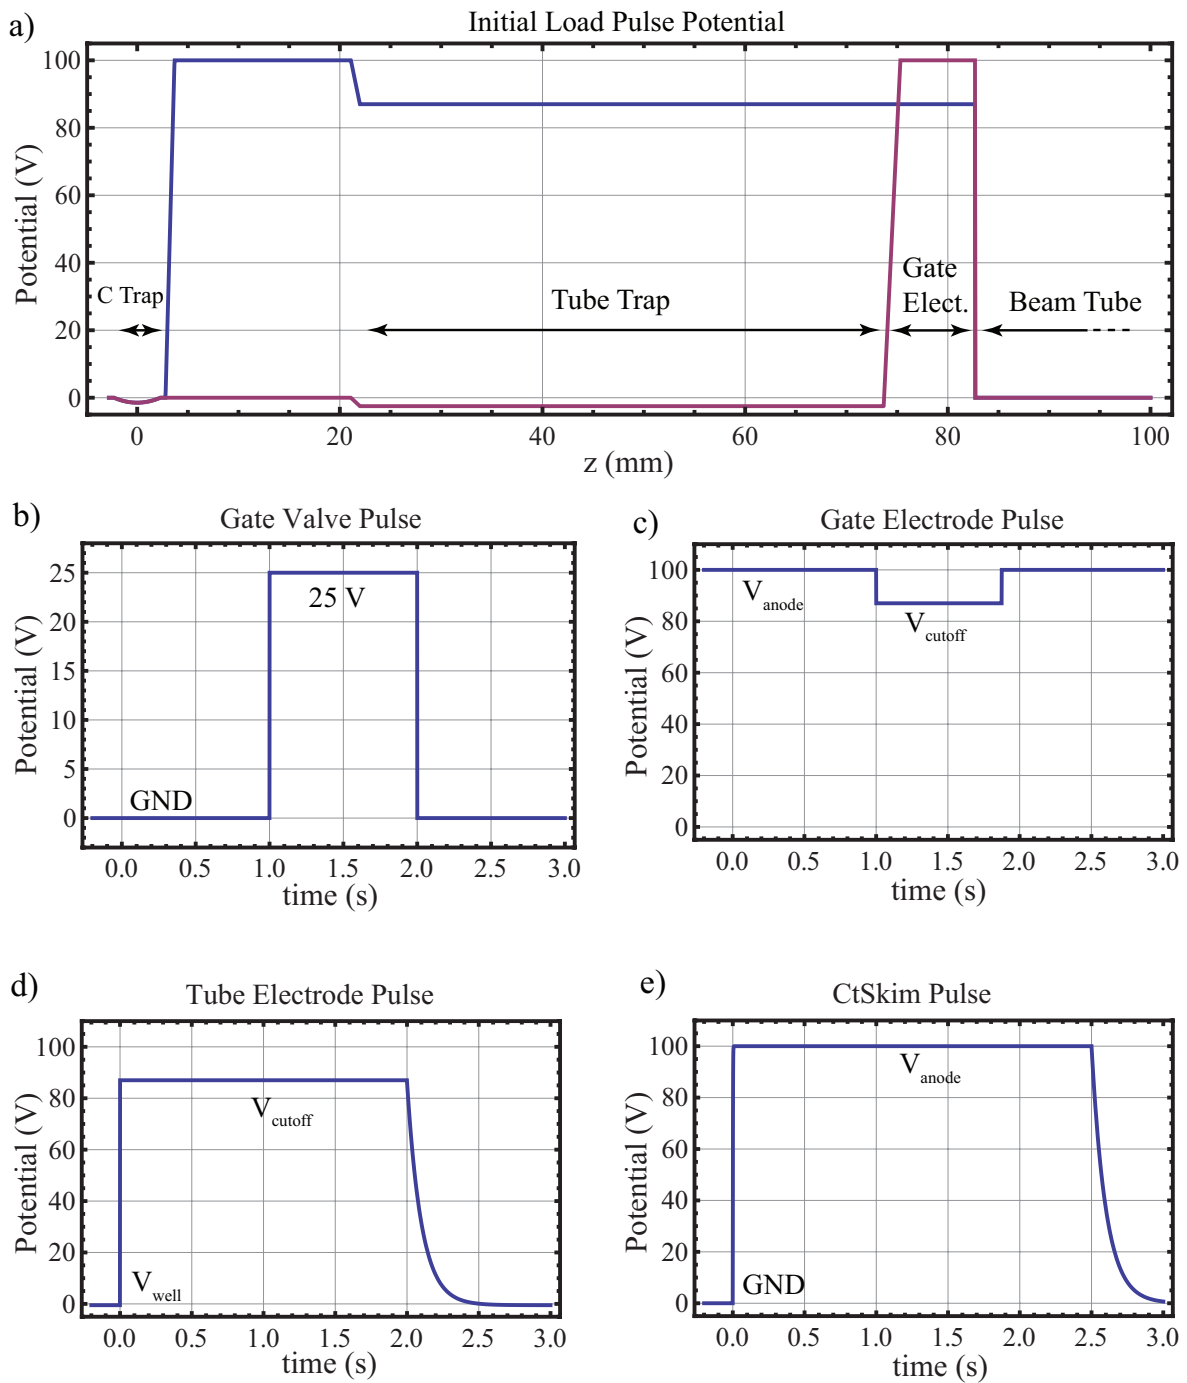 a)
Initial Load Pulse Potential
100
80
60
40
20
0
Potential (V)
C Trap
Tube Trap
Gate
Elect.
Beam Tube
0 20 40 60 80 100
z (mm)
b)
Gate Valve Pulse
25
20
15
10
5
0
Potential (V)
25 V
GND
0.0 0.5 1.0 1.5 2.0 2.5 3.0
time (s)
c)
Gate Electrode Pulse
100
80
60
40
20
0
Potential (V)
Vanode
Vcutoff
0.0 0.5 1.0 1.5 2.0 2.5 3.0
time (s)
d)
Tube Electrode Pulse
100
80
60
40
20
0
Potential (V)
Vcutoff
Vwell
0.0 0.5 1.0 1.5 2.0 2.5 3.0
time (s)
e)
CtSkim Pulse
100
80
60
40
20
0
Potential (V)
Vanode
GND
0.0 0.5 1.0 1.5 2.0 2.5 3.0
time (s)